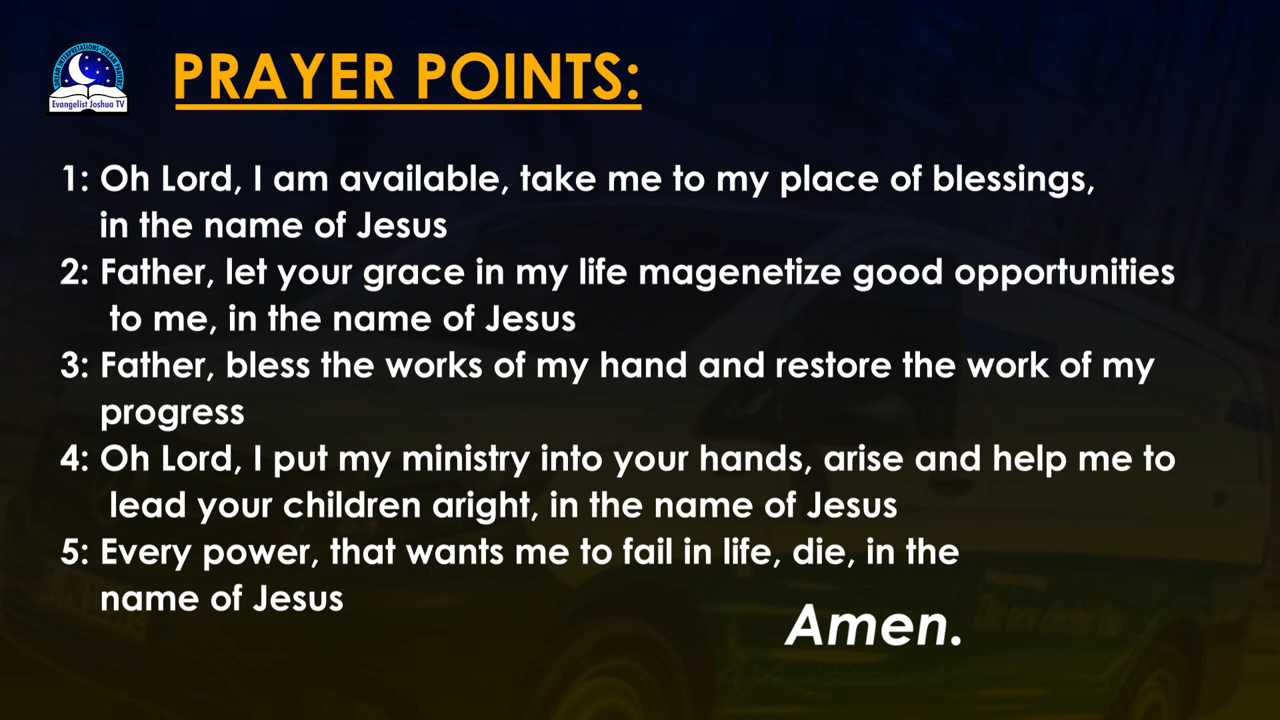 DREAM INTERPRETATIONS-DREAM PRAYERS
Evangelist Joshua TV
PRAYER POINTS:
1: Oh Lord, I am available, take me to my place of blessings,
in the name of Jesus
2: Father, let your grace in my life magenetize good opportunities
to me, in the name of Jesus
3: Father, bless the works of my hand and restore the work of my
progress
4: Oh Lord, I put my ministry into your hands, arise and help me to
lead your children aright, in the name of Jesus
5: Every power, that wants me to fail in life, die, in the
name of Jesus
Amen.